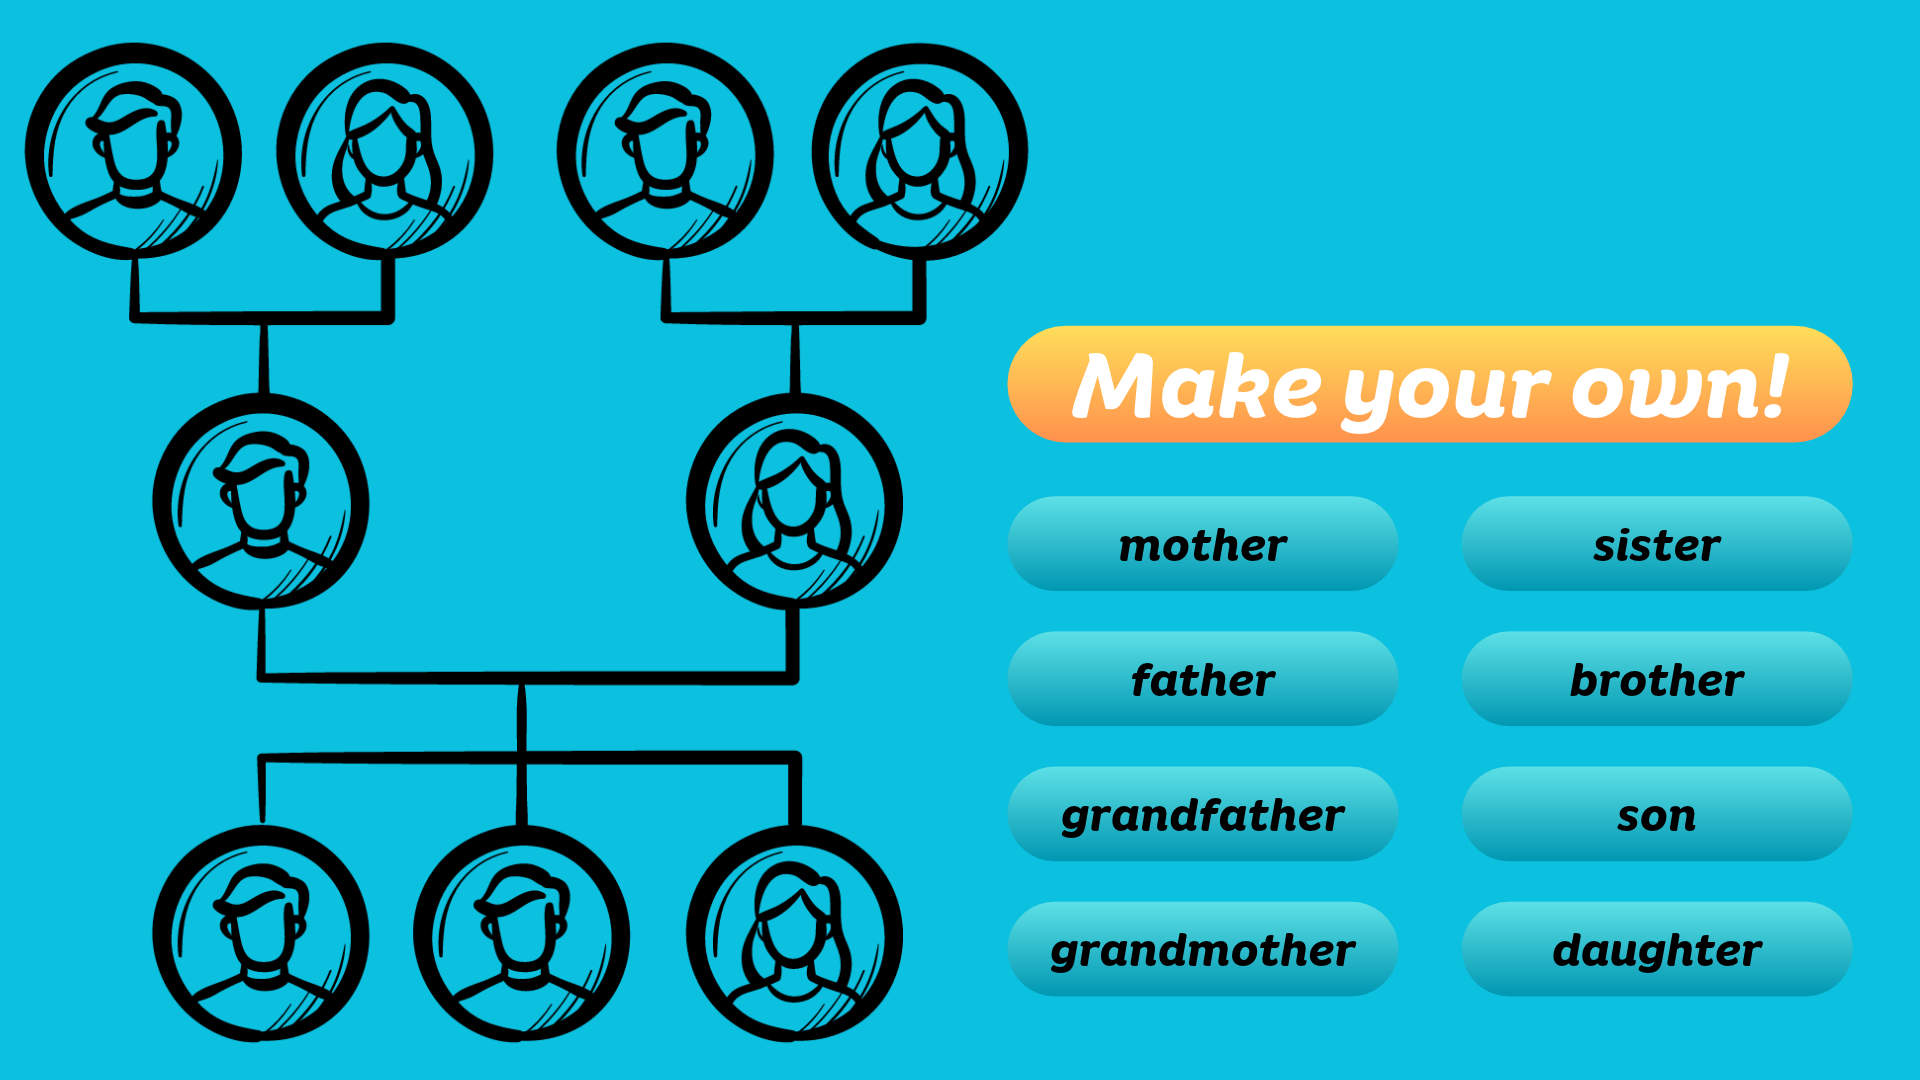 Make your own!
mother
sister
father
brother
grandfather
son
grandmother
daughter